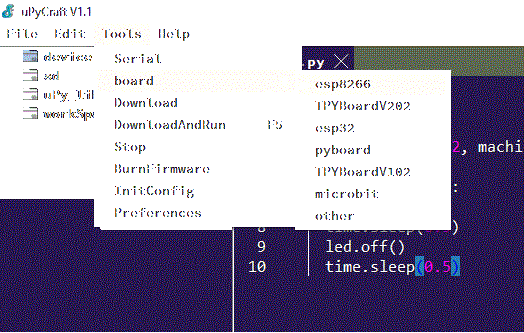 uPyCraft V1.1
File Edit Tools Help
device
sd
workSpa
Serial
board
Download
DownloadAndRun F5
Stop
BurnFirmware
InitConfig
Preferences
esp8266
TPYBoardV202
esp32
pyboard
TPYBoardV102
microbit
other
.py
2, machi
:
8 time.sleep( )
9 led.off()
10 time.sleep(0.5)